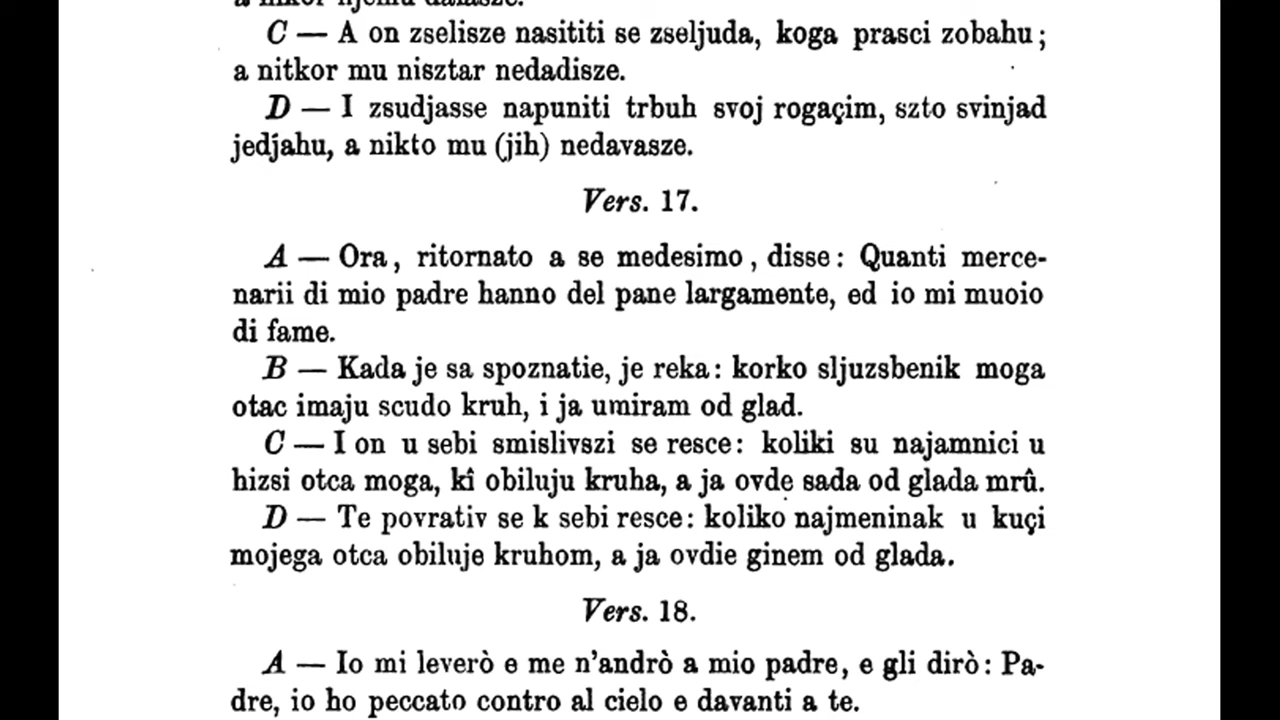 C — A on zselisze nasititi se zseljuda, koga prasci zobahu;
a nitkor mu nisztar nedadisze.
D — I zsudjasse napuniti trbuh svoj rogaçim, szto svinjad
jedjahu, a nikto mu (jih) nedavasze.
Vers. 17.
A — Ora, ritornato a se medesimo, disse: Quanti merce-
narii di mio padre hanno del pane largamente, ed io mi muoio
di fame.
B — Kada je sa spoznatie, je reka: korko sljuzsbenik moga
otac imaju scudo kruh, i ja umiram od glad.
C — I on u sebi smislivszi se resce: koliki su najamnici u
hizsi otca moga, kî obiluju kruha, a ja ovde sada od glada mrû.
D — Te povrativ se k sebi resce: koliko najmeninak u kuçi
mojega otca obiluje kruhom, a ja ovdie ginem od glada.
Vers. 18.
A — Io mi leverò e me n'andrò a mio padre, e gli dirò: Pa-
dre, io ho peccato contro al cielo e davanti a te.